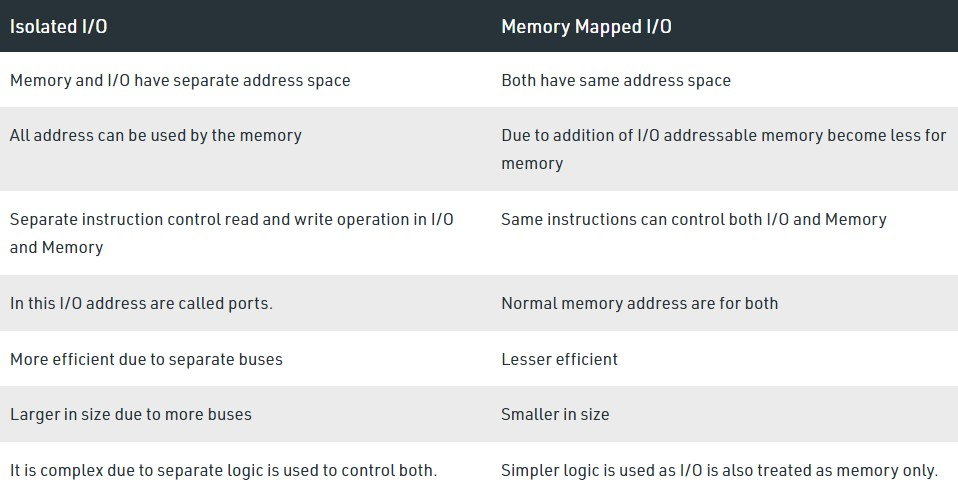 Isolated I/O
Memory Mapped I/O
Memory and I/O have separate address space
Both have same address space
All address can be used by the memory
Due to addition of I/O addressable memory become less for
memory
Separate instruction control read and write operation in I/O
and Memory
Same instructions can control both I/O and Memory
In this I/O address are called ports.
Normal memory address are for both
More efficient due to separate buses
Lesser efficient
Larger in size due to more buses
Smaller in size
It is complex due to separate logic is used to control both.
Simpler logic is used as I/O is also treated as memory only.